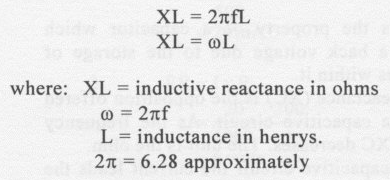 XL = 2πfL
XL = ωL
where: XL = inductive reactance in ohms
ω = 2πf
L = inductance in henrys.
2π = 6.28 approximately